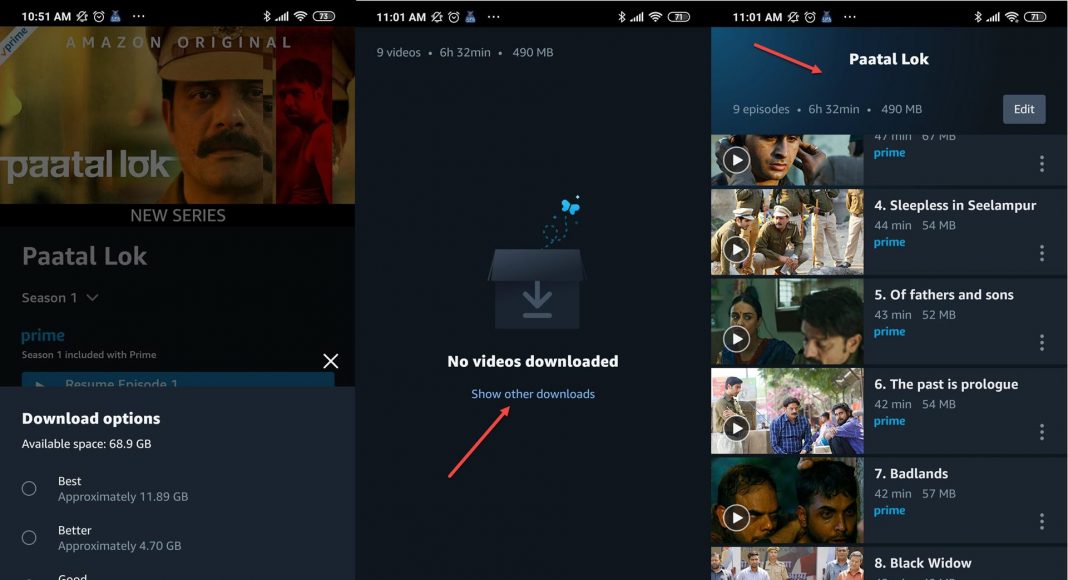 10:51 AM
73
prime
AMAZON ORIGINAL
paatal lok
NEW SERIES
Paatal Lok
Season 1
prime
Season 1 included with Prime
Resume Episode 1
Download options
Available space: 68.9 GB
Best
Approximately 11.89 GB
Better
Approximately 4.70 GB
Good
11:01 AM
71
9 videos • 6h 32min • 490 MB
No videos downloaded
Show other downloads
11:01 AM
71
Paatal Lok
9 episodes • 6h 32min • 490 MB
Edit
47 min 67 MB
prime
4. Sleepless in Seelampur
44 min 54 MB
prime
5. Of fathers and sons
43 min 52 MB
prime
6. The past is prologue
42 min 54 MB
prime
7. Badlands
42 min 57 MB
prime
8. Black Widow